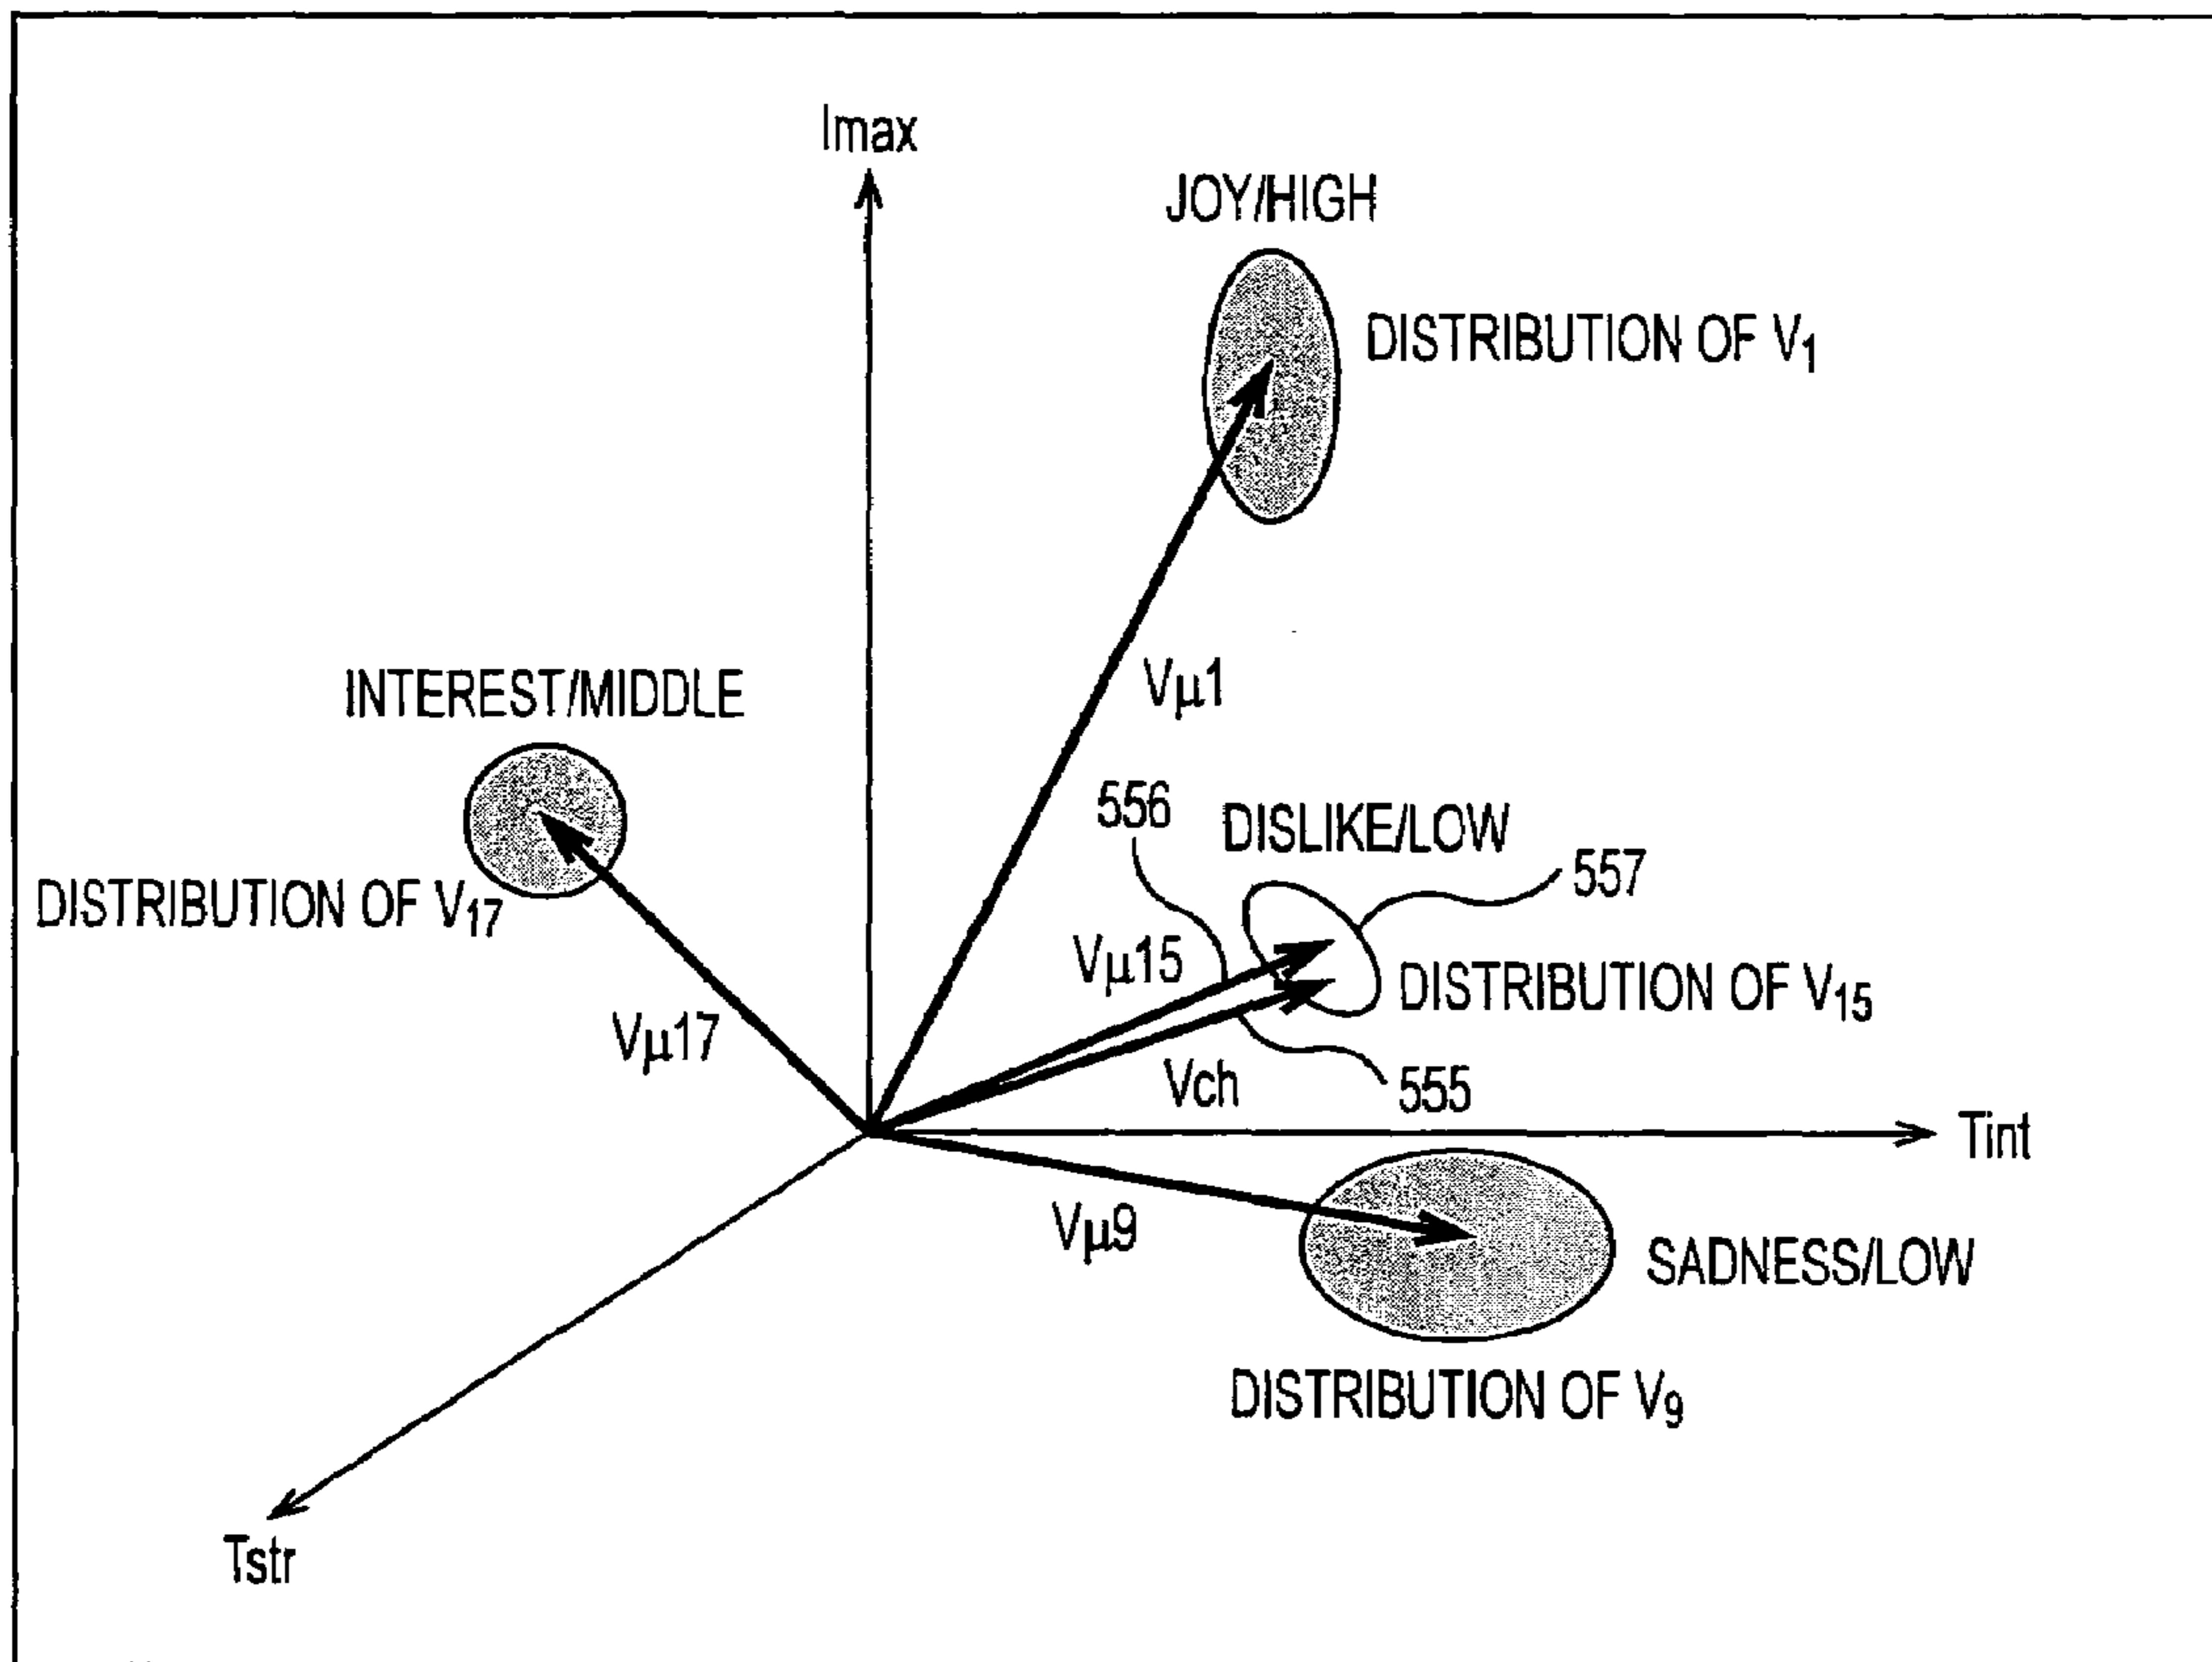 Imax
JOY/HIGH
DISTRIBUTION OF V1
Vμ1
INTEREST/MIDDLE
DISTRIBUTION OF V17
Vμ17
556
DISLIKE/LOW
557
Vμ15
DISTRIBUTION OF V15
Vch
555
Tint
Vμ9
SADNESS/LOW
DISTRIBUTION OF V9
Tstr